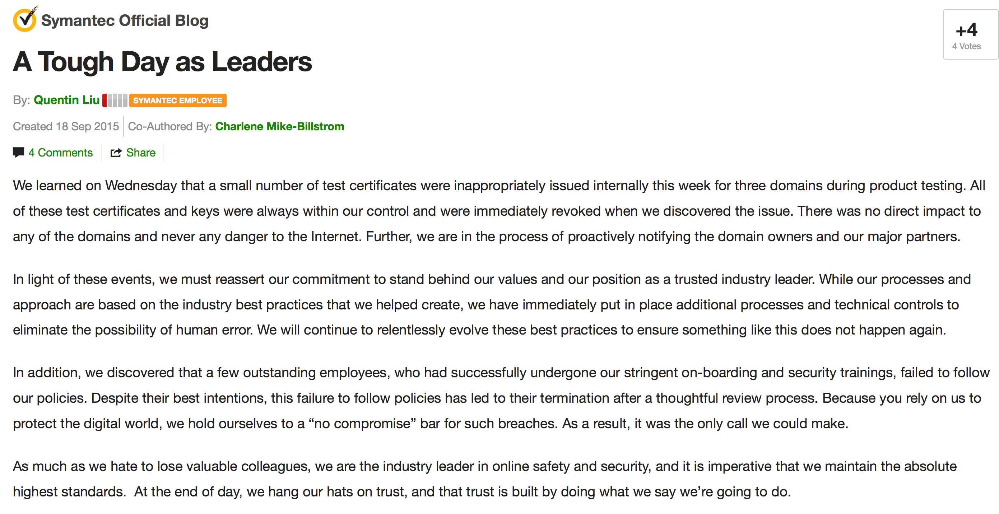 Symantec Official Blog
+4
4 Votes
A Tough Day as Leaders
By: Quentin Liu SYMANTEC EMPLOYEE
Created 18 Sep 2015 Co-Authored By: Charlene Mike-Billstrom
4 Comments Share
We learned on Wednesday that a small number of test certificates were inappropriately issued internally this week for three domains during product testing. All
of these test certificates and keys were always within our control and were immediately revoked when we discovered the issue. There was no direct impact to
any of the domains and never any danger to the Internet. Further, we are in the process of proactively notifying the domain owners and our major partners.
In light of these events, we must reassert our commitment to stand behind our values and our position as a trusted industry leader. While our processes and
approach are based on the industry best practices that we helped create, we have immediately put in place additional processes and technical controls to
eliminate the possibility of human error. We will continue to relentlessly evolve these best practices to ensure something like this does not happen again.
In addition, we discovered that a few outstanding employees, who had successfully undergone our stringent on-boarding and security trainings, failed to follow
our policies. Despite their best intentions, this failure to follow policies has led to their termination after a thoughtful review process. Because you rely on us to
protect the digital world, we hold ourselves to a “no compromise” bar for such breaches. As a result, it was the only call we could make.
As much as we hate to lose valuable colleagues, we are the industry leader in online safety and security, and it is imperative that we maintain the absolute
highest standards.  At the end of day, we hang our hats on trust, and that trust is built by doing what we say we’re going to do.